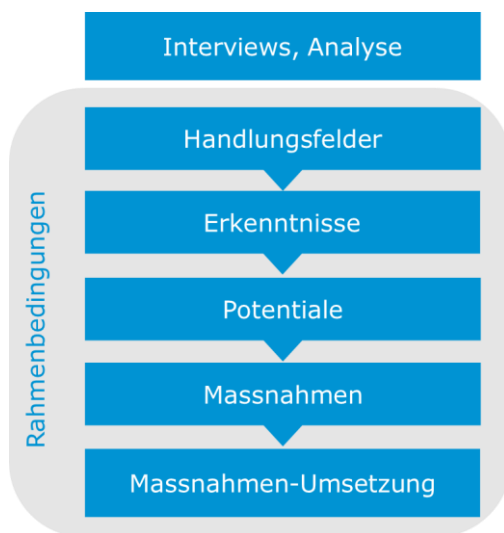 Interviews, Analyse
Rahmenbedingungen
Handlungsfelder
Erkenntnisse
Potentiale
Massnahmen
Massnahmen-Umsetzung